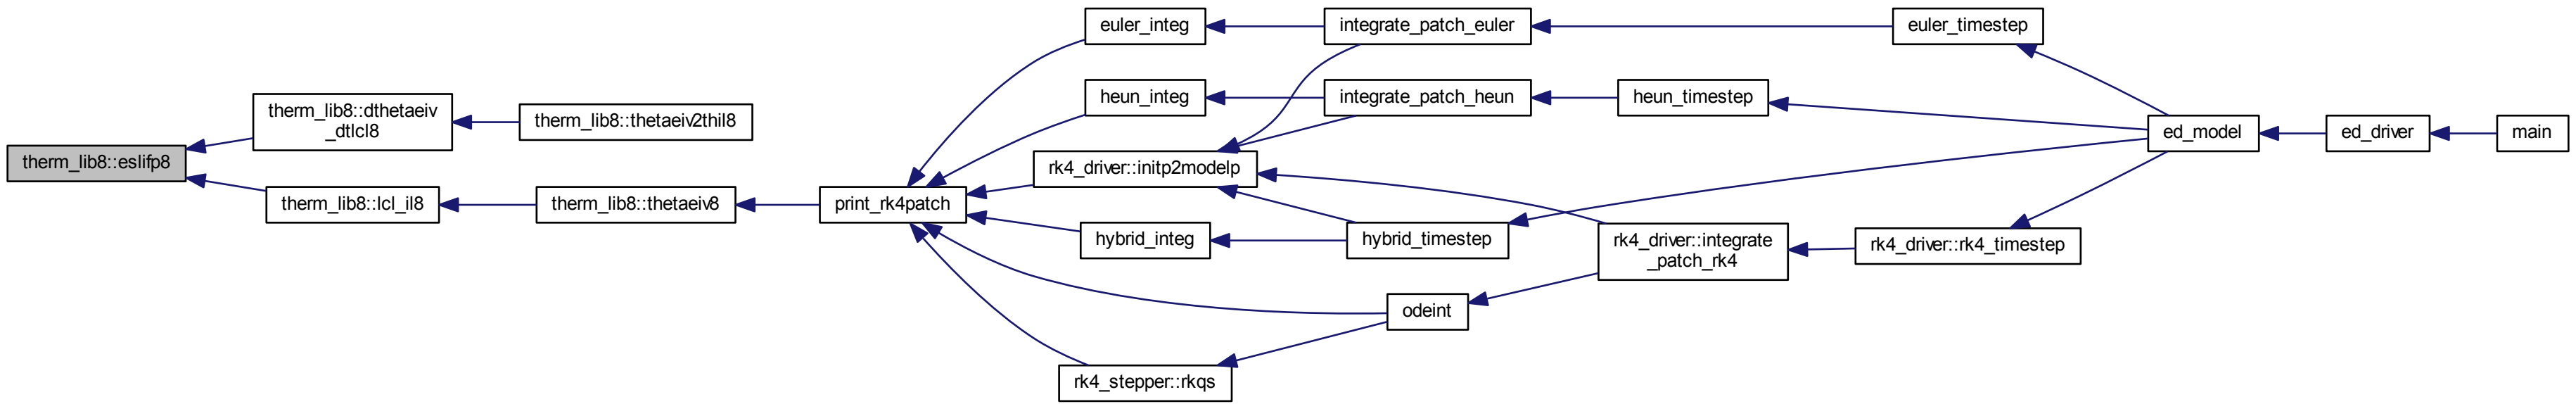 euler_integ
integrate_patch_euler
euler_timestep
therm_lib8::dthetaeiv
_dtlcl8
therm_lib8::thetaeiv2thil8
heun_integ
integrate_patch_heun
heun_timestep
ed_model
ed_driver
main
therm_lib8::eslifp8
rk4_driver::initp2modelp
therm_lib8::lcl_il8
therm_lib8::thetaeiv8
print_rk4patch
hybrid_integ
hybrid_timestep
rk4_driver::integrate
_patch_rk4
rk4_driver::rk4_timestep
odeint
rk4_stepper::rkqs